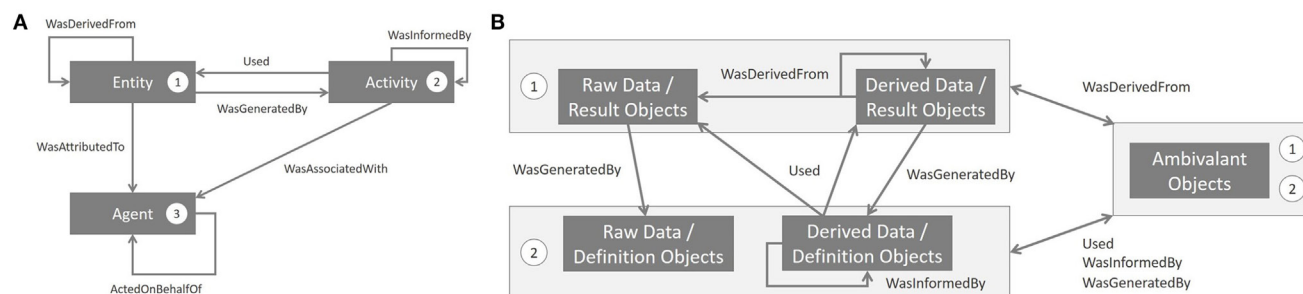 A
WasDerivedFrom
WasInformedBy
Used
Entity 1
Activity 2
WasGeneratedBy
WasAttributedTo
WasAssociatedWith
Agent 3
ActedOnBehalfOf
B
1
Raw Data /
Result Objects
WasDerivedFrom
Derived Data /
Result Objects
WasDerivedFrom
WasGeneratedBy
Used
WasGeneratedBy
Ambivalant
Objects
1
2
2
Raw Data /
Definition Objects
Derived Data /
Definition Objects
WasInformedBy
Used
WasInformedBy
WasGeneratedBy